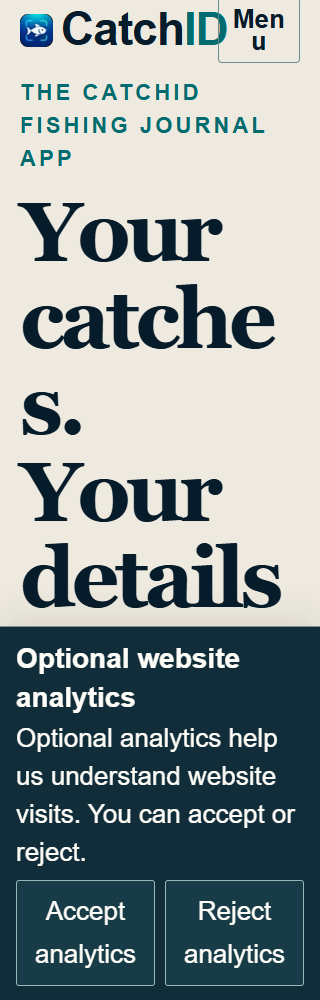 CatchID
Men
u
THE CATCHID
FISHING JOURNAL
APP
Your
catche
s.
Your
details
Optional website
analytics
Optional analytics help
us understand website
visits. You can accept or
reject.
Accept
analytics
Reject
analytics